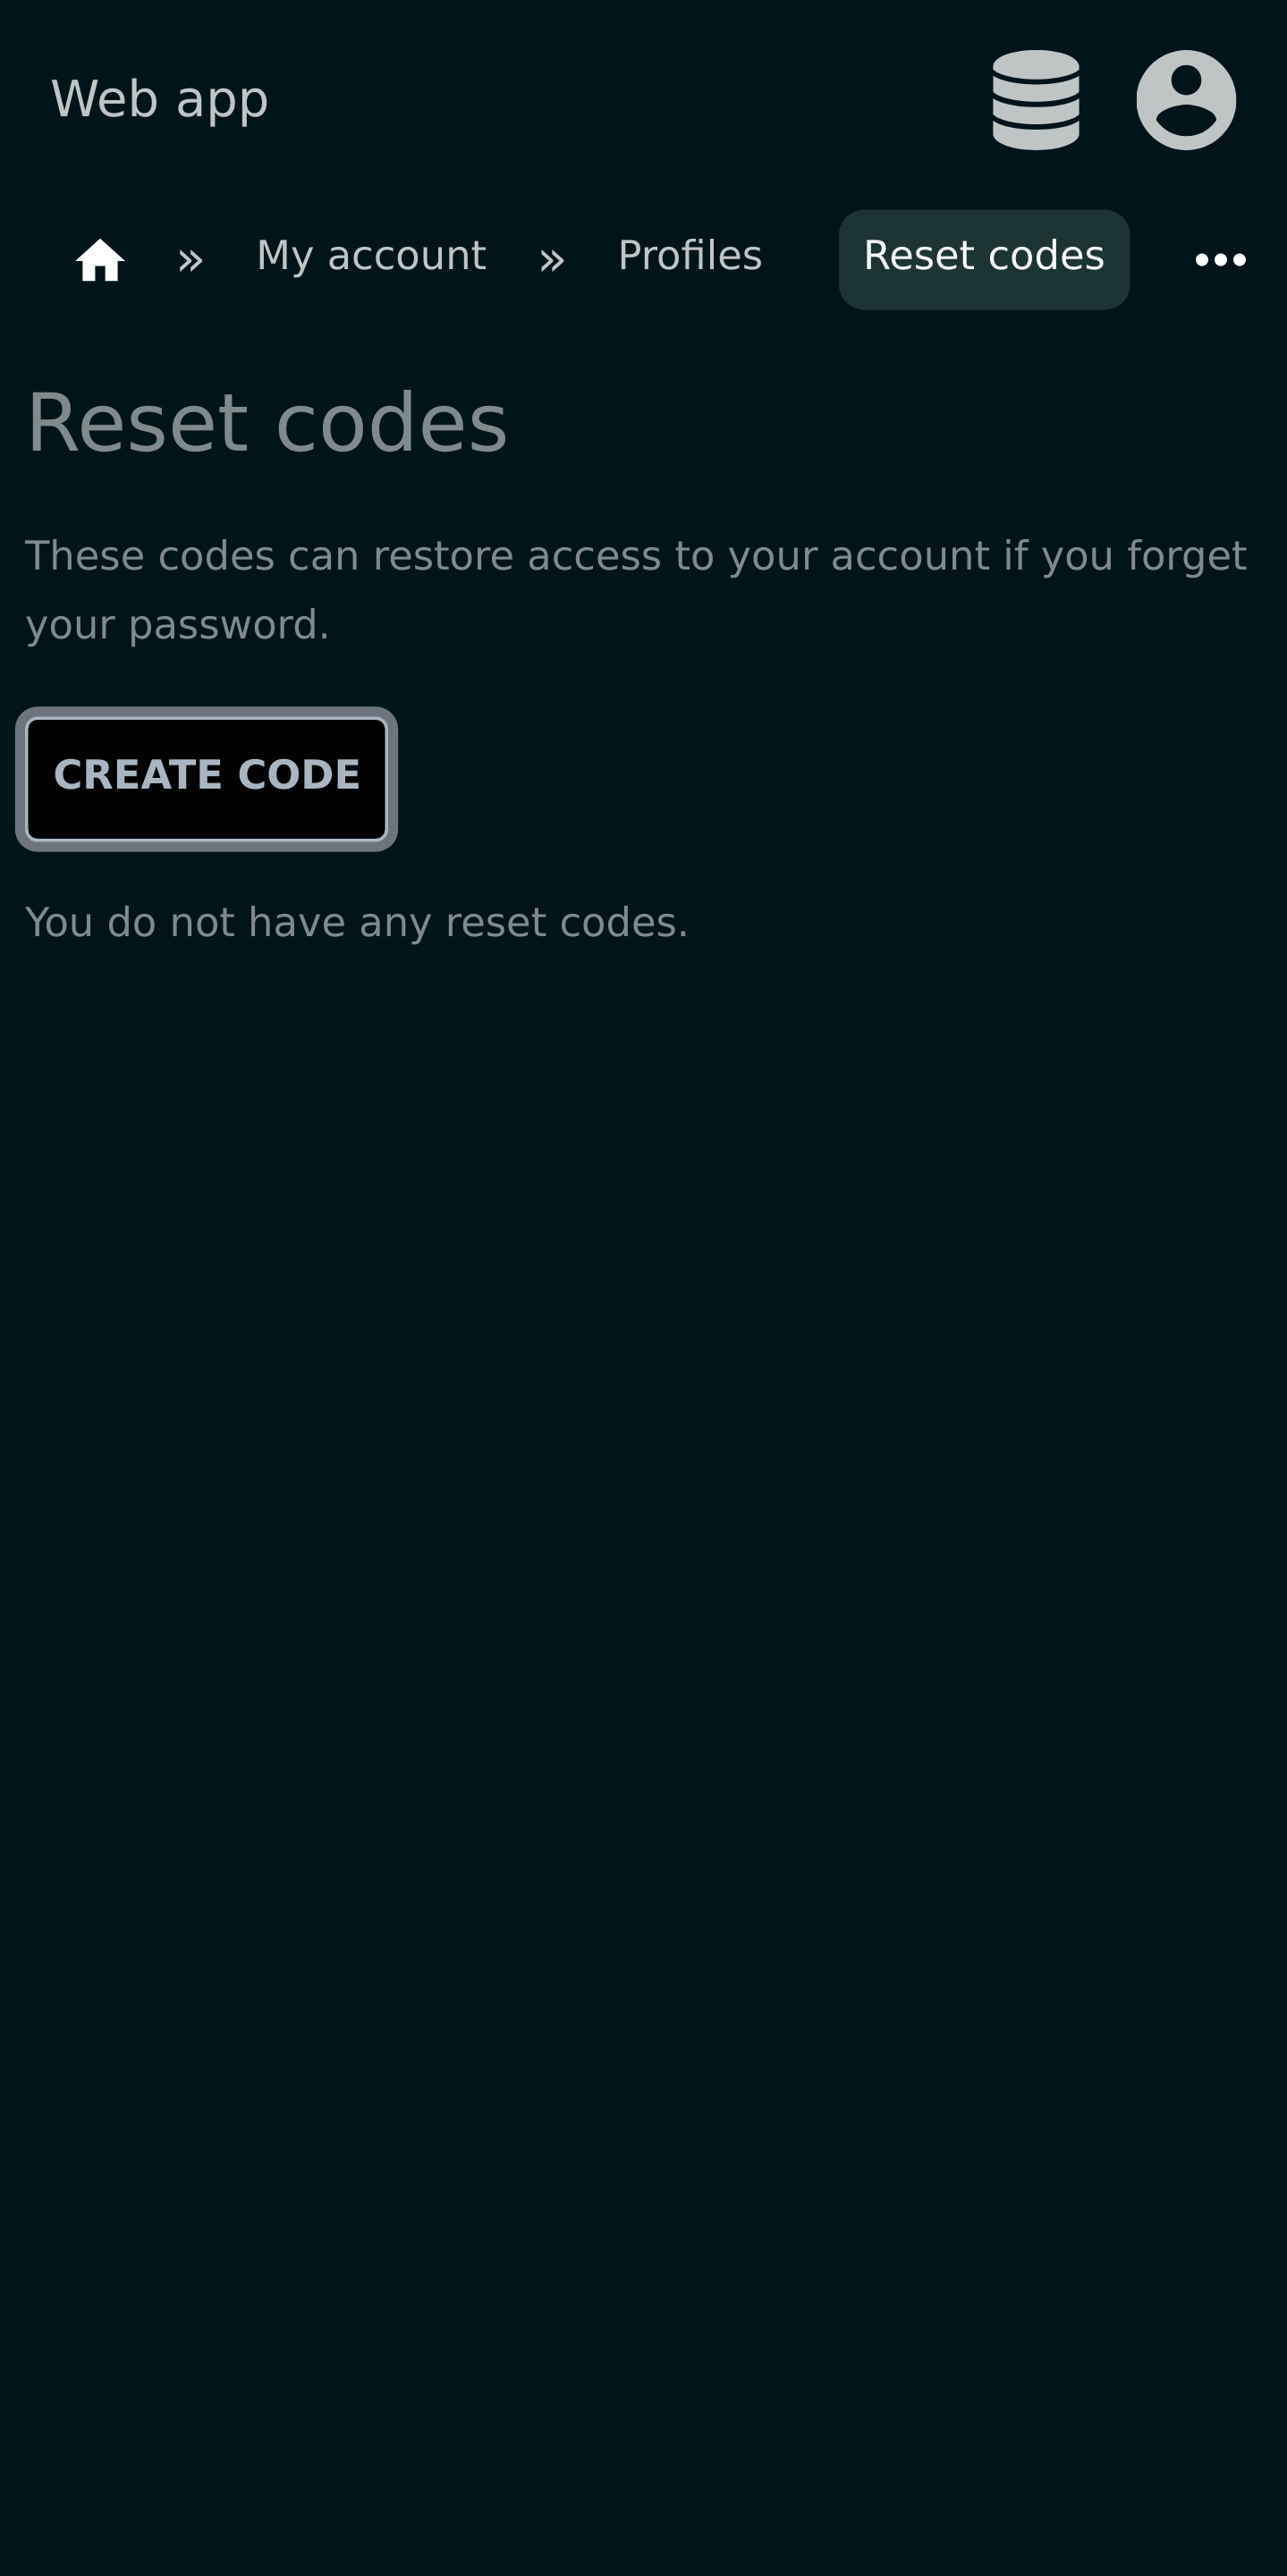 Web app
» My account » Profiles Reset codes
Reset codes
These codes can restore access to your account if you forget
your password.
CREATE CODE
You do not have any reset codes.